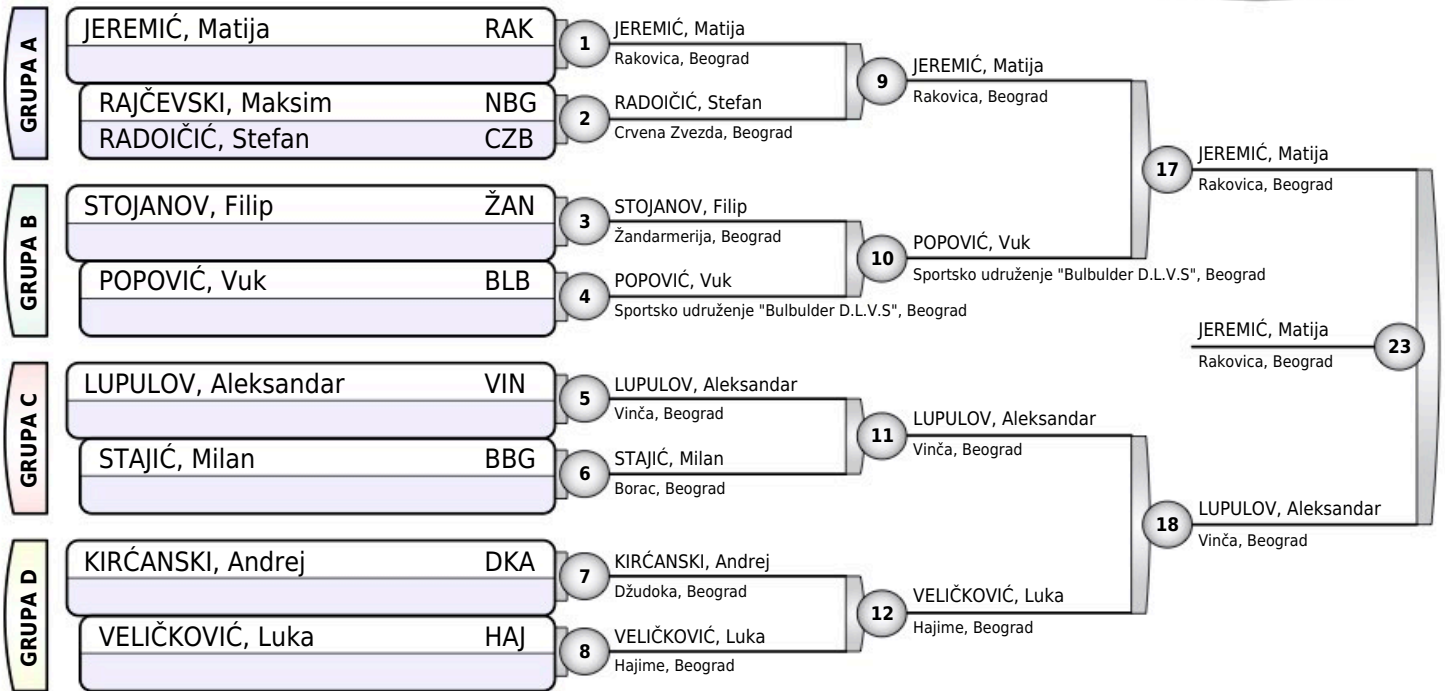 GRUPA A
JEREMIĆ, Matija RAK
RAJČEVSKI, Maksim NBG
RADOIČIĆ, Stefan CZB
GRUPA B
STOJANOV, Filip ŽAN
POPOVIĆ, Vuk BLB
GRUPA C
LUPULOV, Aleksandar VIN
STAJIĆ, Milan BBG
GRUPA D
KIRĆANSKI, Andrej DKA
VELIČKOVIĆ, Luka HAJ
1
JEREMIĆ, Matija
Rakovica, Beograd
2
RADOIČIĆ, Stefan
Crvena Zvezda, Beograd
3
STOJANOV, Filip
Žandarmerija, Beograd
4
POPOVIĆ, Vuk
Sportsko udruženje "Bulbulder D.L.V.S", Beograd
5
LUPULOV, Aleksandar
Vinča, Beograd
6
STAJIĆ, Milan
Borac, Beograd
7
KIRĆANSKI, Andrej
Džudoka, Beograd
8
VELIČKOVIĆ, Luka
Hajime, Beograd
9
JEREMIĆ, Matija
Rakovica, Beograd
10
POPOVIĆ, Vuk
Sportsko udruženje "Bulbulder D.L.V.S", Beograd
11
LUPULOV, Aleksandar
Vinča, Beograd
12
VELIČKOVIĆ, Luka
Hajime, Beograd
17
JEREMIĆ, Matija
Rakovica, Beograd
18
LUPULOV, Aleksandar
Vinča, Beograd
JEREMIĆ, Matija
Rakovica, Beograd
23